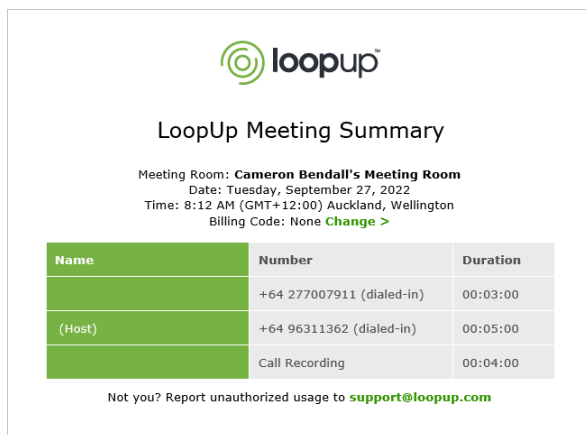 loopup™
LoopUp Meeting Summary
Meeting Room: Cameron Bendall's Meeting Room
Date: Tuesday, September 27, 2022
Time: 8:12 AM (GMT+12:00) Auckland, Wellington
Billing Code: None Change >
Name Number Duration
+64 277007911 (dialed-in) 00:03:00
(Host) +64 96311362 (dialed-in) 00:05:00
Call Recording 00:04:00
Not you? Report unauthorized usage to support@loopup.com